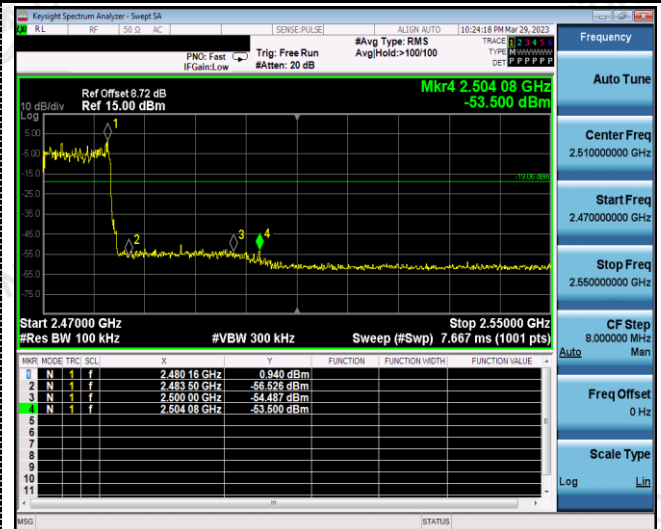 Keysight Spectrum Analyzer - Swept SA
RL RF 50 Ω AC SENSE:PULSE ALIGN AUTO 10:24:18 PM Mar 29, 2023
PNO: Fast
IFGain:Low
Trig: Free Run
#Atten: 20 dB
#Avg Type: RMS
Avg|Hold:>100/100
TRACE 1 2 3 4 5 6
TYPE M
DET P P P P P P
Mkr4 2.504 08 GHz
-53.500 dBm
Ref Offset 8.72 dB
10 dB/div Ref 15.00 dBm
Log
5.00
-5.00
-15.0
-25.0
-35.0
-45.0
-55.0
-65.0
-75.0
1
2
3
4
-19.06 dBm
Start 2.47000 GHz Stop 2.55000 GHz
#Res BW 100 kHz #VBW 300 kHz Sweep (#Swp) 7.667 ms (1001 pts)
MKR MODE TRC SCL X Y FUNCTION FUNCTION WIDTH FUNCTION VALUE
1 N 1 f 2.480 16 GHz 0.940 dBm
2 N 1 f 2.483 50 GHz -56.526 dBm
3 N 1 f 2.500 00 GHz -54.487 dBm
4 N 1 f 2.504 08 GHz -53.500 dBm
5
6
7
8
9
10
11
MSG STATUS
Frequency
Auto Tune
Center Freq
2.510000000 GHz
Start Freq
2.470000000 GHz
Stop Freq
2.550000000 GHz
CF Step
8.000000 MHz
Auto Man
Freq Offset
0 Hz
Scale Type
Log Lin